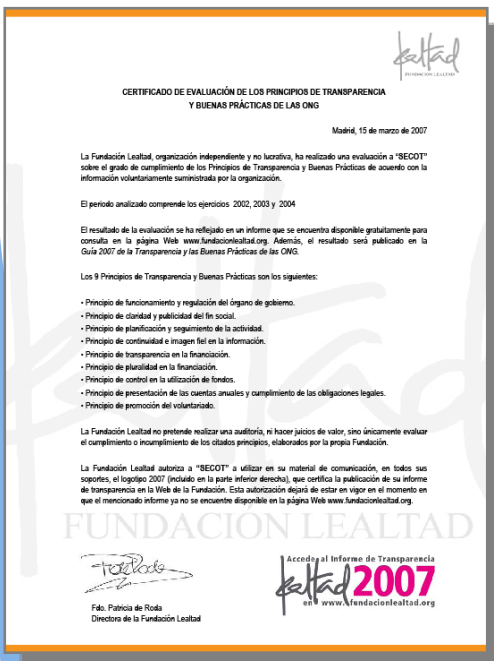 lealtad
FUNDACIÓN LEALTAD
CERTIFICADO DE EVALUACIÓN DE LOS PRINCIPIOS DE TRANSPARENCIA
Y BUENAS PRÁCTICAS DE LAS ONG
Madrid, 15 de marzo de 2007
La Fundación Lealtad, organización independiente y no lucrativa, ha realizado una evaluación a “SECOT”
sobre el grado de cumplimiento de los Principios de Transparencia y Buenas Prácticas de acuerdo con la
información voluntariamente suministrada por la organización.
El periodo analizado comprende los ejercicios 2002, 2003 y 2004
El resultado de la evaluación se ha reflejado en un informe que se encuentra disponible gratuitamente para
consulta en la página Web www.fundacionlealtad.org. Además, el resultado será publicado en la
Guía 2007 de la Transparencia y las Buenas Prácticas de las ONG.
Los 9 Principios de Transparencia y Buenas Prácticas son los siguientes:
• Principio de funcionamiento y regulación del órgano de gobierno.
• Principio de claridad y publicidad del fin social.
• Principio de planificación y seguimiento de la actividad.
• Principio de continuidad e imagen fiel en la información.
• Principio de transparencia en la financiación.
• Principio de pluralidad en la financiación.
• Principio de control en la utilización de fondos.
• Principio de presentación de las cuentas anuales y cumplimiento de las obligaciones legales.
• Principio de promoción del voluntariado.
La Fundación Lealtad no pretende realizar una auditoría, ni hacer juicios de valor, sino únicamente evaluar
el cumplimiento o incumplimiento de los citados principios, elaborados por la propia Fundación.
La Fundación Lealtad autoriza a “SECOT” a utilizar en su material de comunicación, en todos sus
soportes, el logotipo 2007 (incluido en la parte inferior derecha), que certifica la publicación de su informe
de transparencia en la Web de la Fundación. Esta autorización dejará de estar en vigor en el momento en
que el mencionado informe ya no se encuentre disponible en la página Web www.fundacionlealtad.org.
FUNDACIÓN LEALTAD
Acceder al Informe de Transparencia
lealtad 2007
en www.fundacionlealtad.org
Fdo. Patricia de Roda
Directora de la Fundación Lealtad